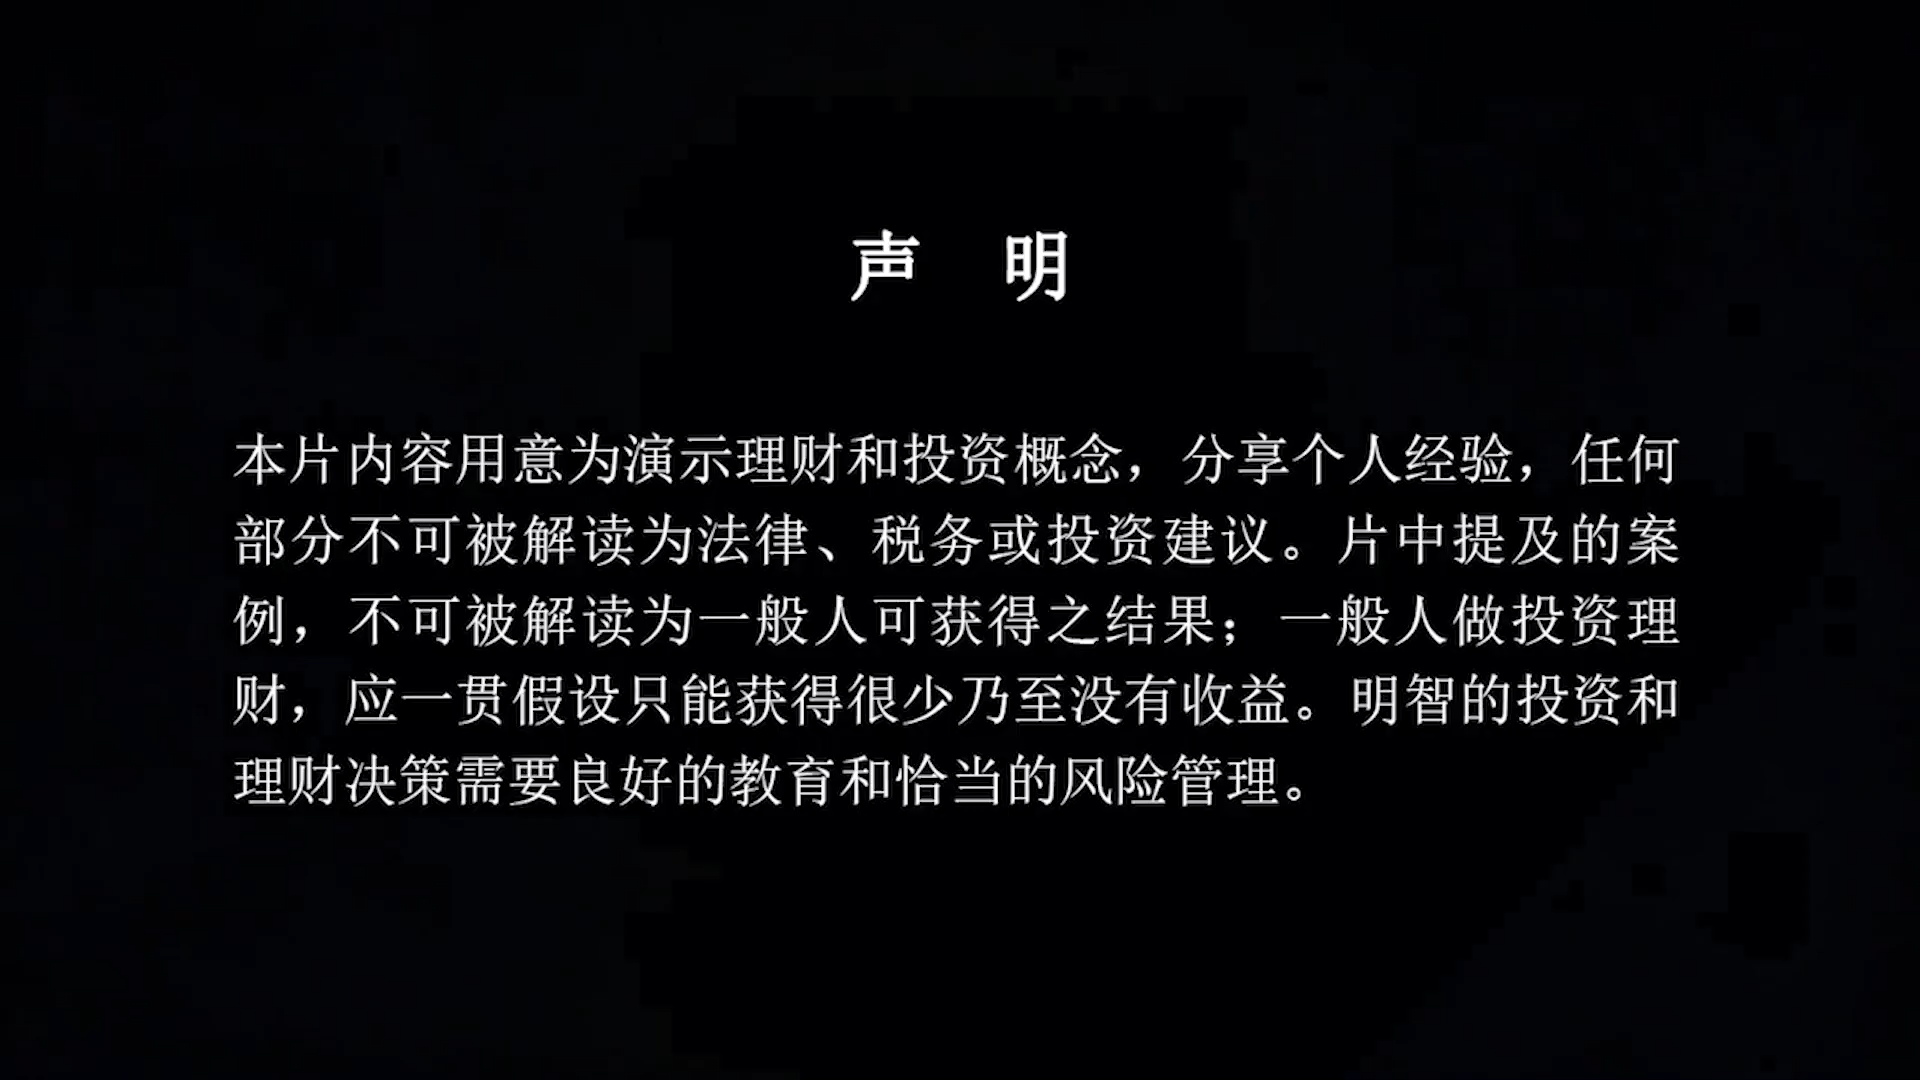 声 明
本片内容用意为演示理财和投资概念，分享个人经验，任何
部分不可被解读为法律、税务或投资建议。片中提及的案
例，不可被解读为一般人可获得之结果；一般人做投资理
财，应一贯假设只能获得很少乃至没有收益。明智的投资和
理财决策需要良好的教育和恰当的风险管理。